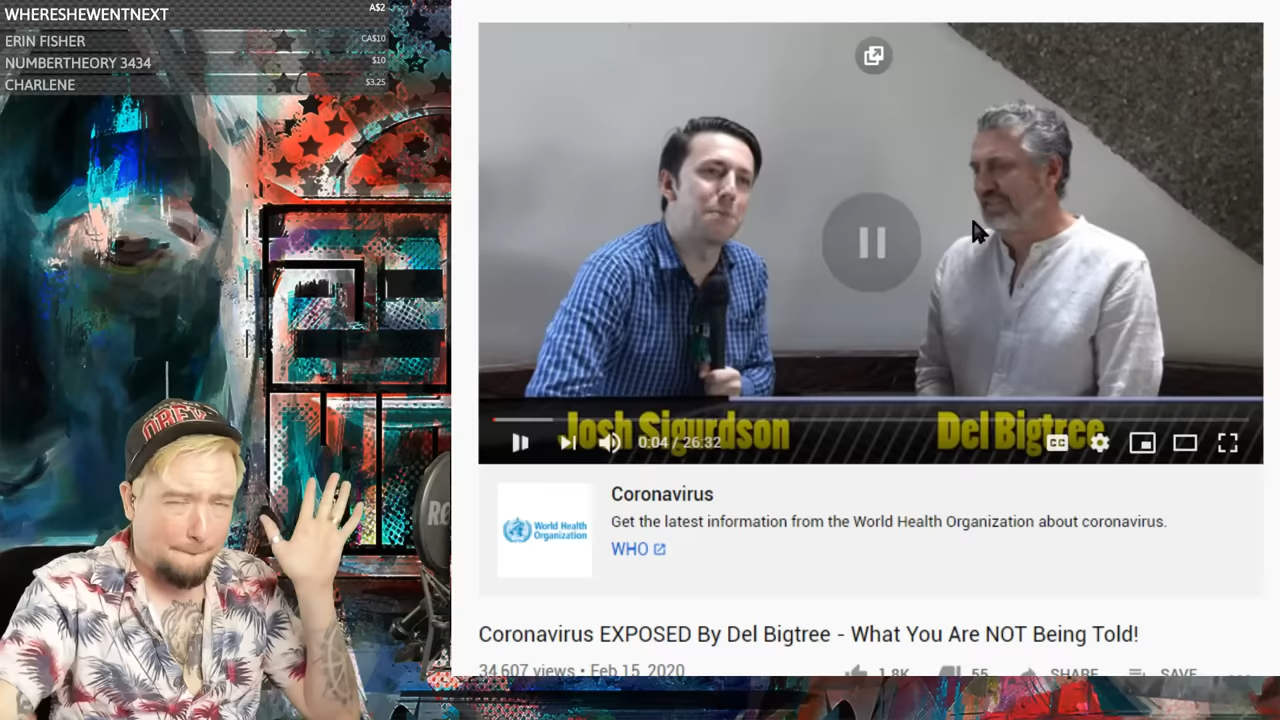 WHERESHEWENTNEXT A$2
ERIN FISHER CA$10
NUMBERTHEORY 3434 $10
CHARLENE $3.25
OBEY
Josh Sigurdson
Del Bigtree
0:04 / 26:32
CC
World Health
Organization
Coronavirus
Get the latest information from the World Health Organization about coronavirus.
WHO
Coronavirus EXPOSED By Del Bigtree - What You Are NOT Being Told!
34,607 views • Feb 15, 2020 1.8K 55 SHARE SAVE